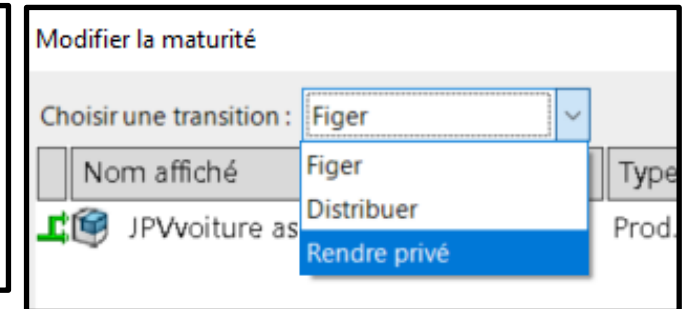 Modifier la maturité
Choisir une transition : Figer
Nom affiché Figer Type
Distribuer
JPVvoiture as Prod.
Rendre privé